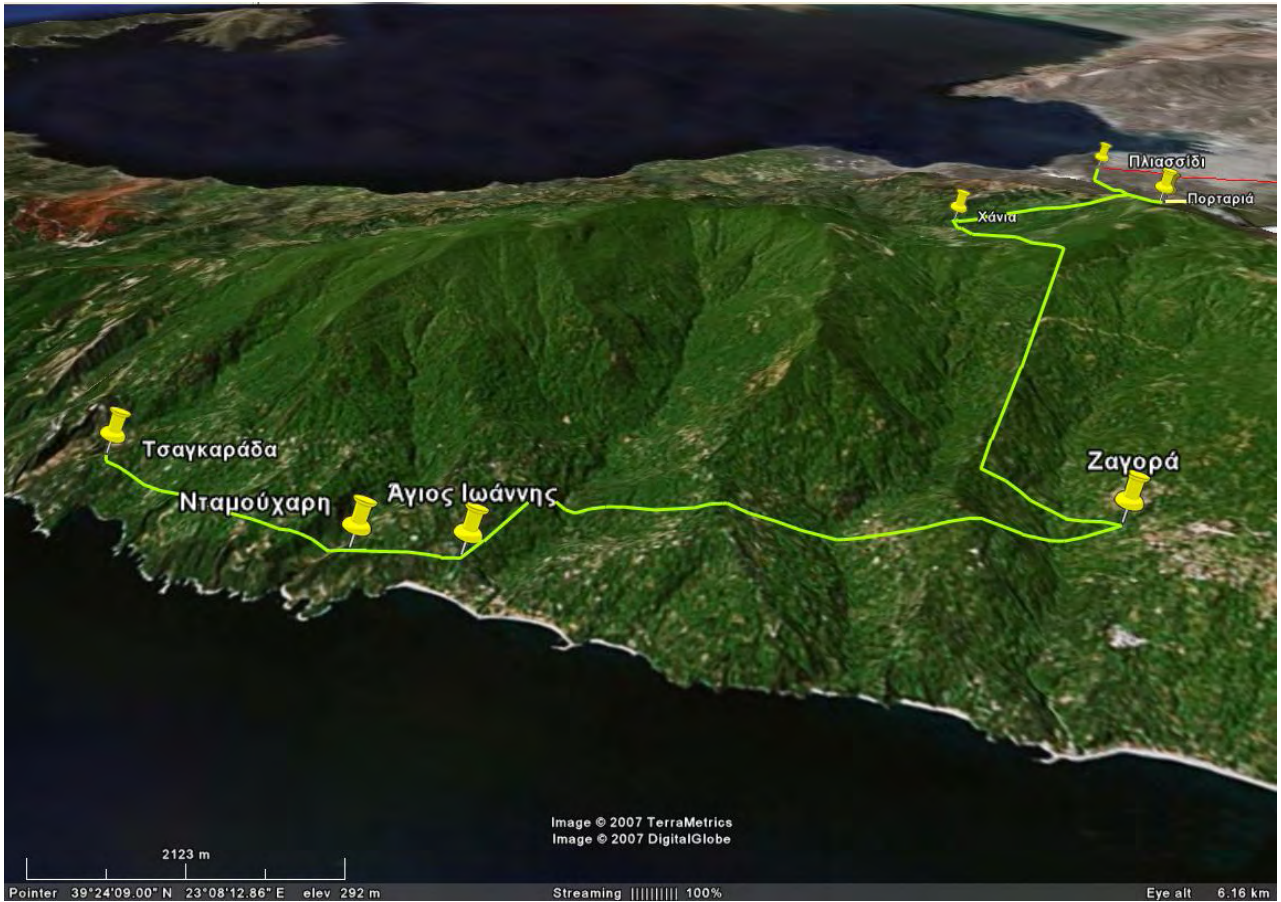 Πλιασσίδι
Πορταριά
Χάνια
Τσαγκαράδα
Ζαγορά
Νταμούχαρη
Άγιος Ιωάννης
Image © 2007 TerraMetrics
Image © 2007 DigitalGlobe
2123 m
Pointer 39°24'09.00" N 23°08'12.86" E elev 292 m Streaming |||||||||| 100% Eye alt 6.16 km